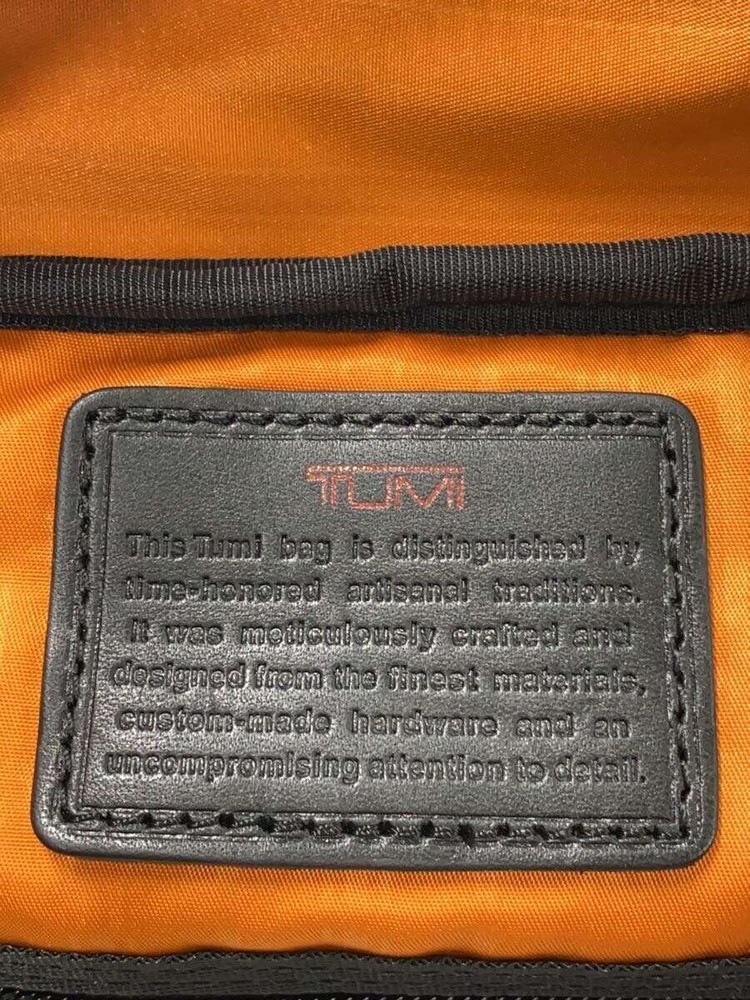 TUMI
This Tumi bag is distinguished by
time-honored artisanal traditions.
It was meticulously crafted and
designed from the finest materials,
custom-made hardware and an
uncompromising attention to detail.